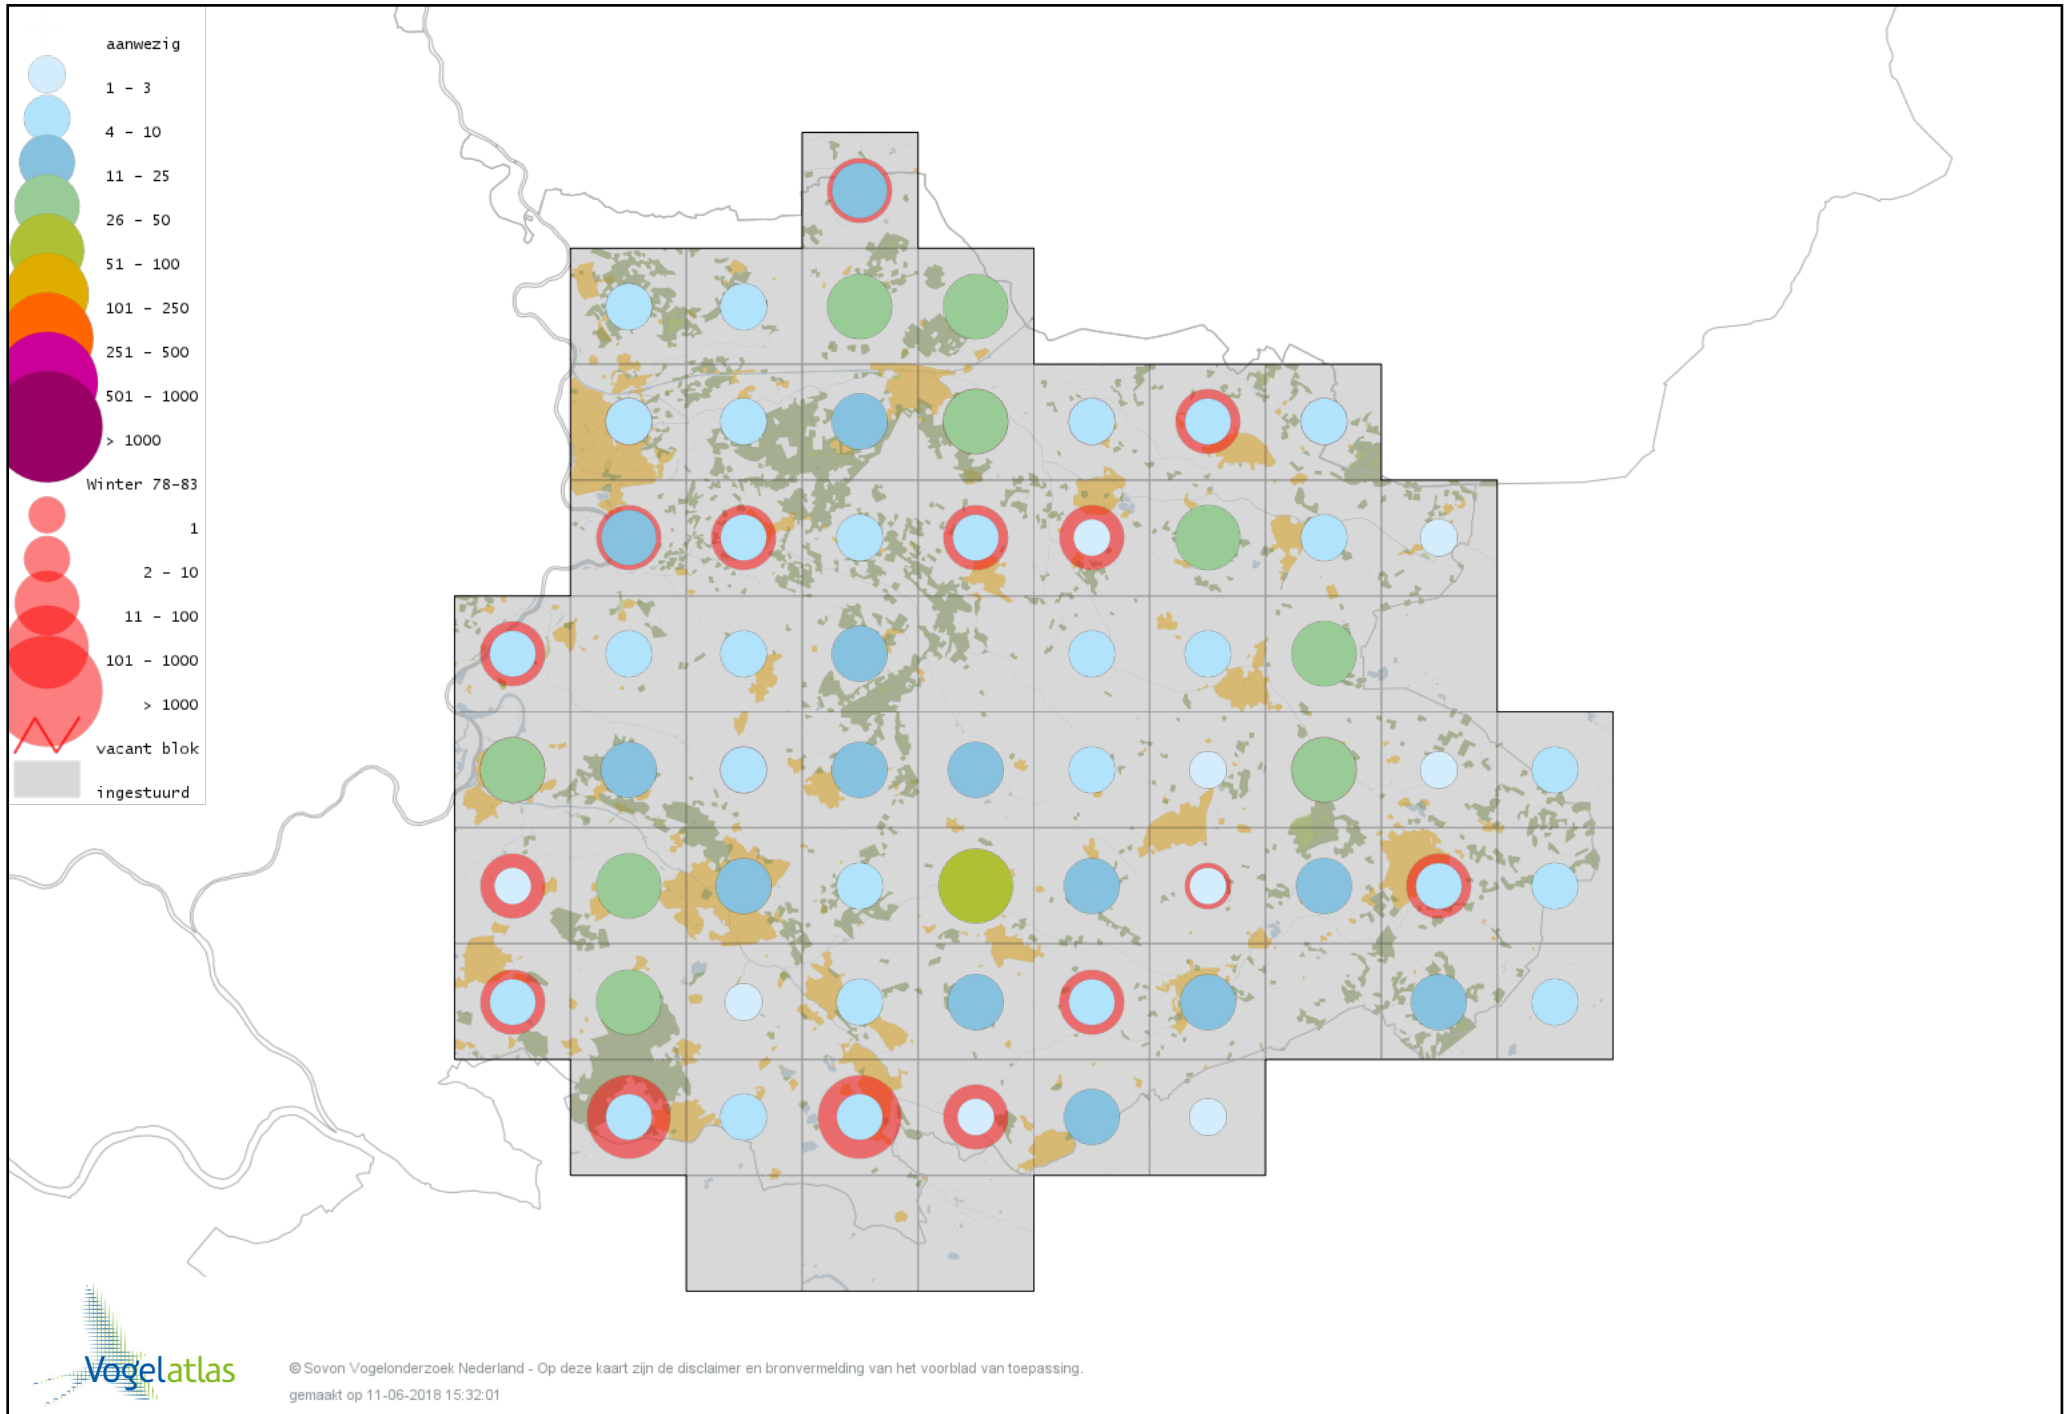 aanwezig
1 - 3
4 - 10
11 - 25
26 - 50
51 - 100
101 - 250
251 - 500
501 - 1000
> 1000
Winter 78-83
1
2 - 10
11 - 100
101 - 1000
> 1000
vacant blok
ingestuurd
Vogelatlas
© Sovon Vogelonderzoek Nederland - Op deze kaart zijn de disclaimer en bronvermelding van het voorblad van toepassing.
gemaakt op 11-06-2018 15:32:01